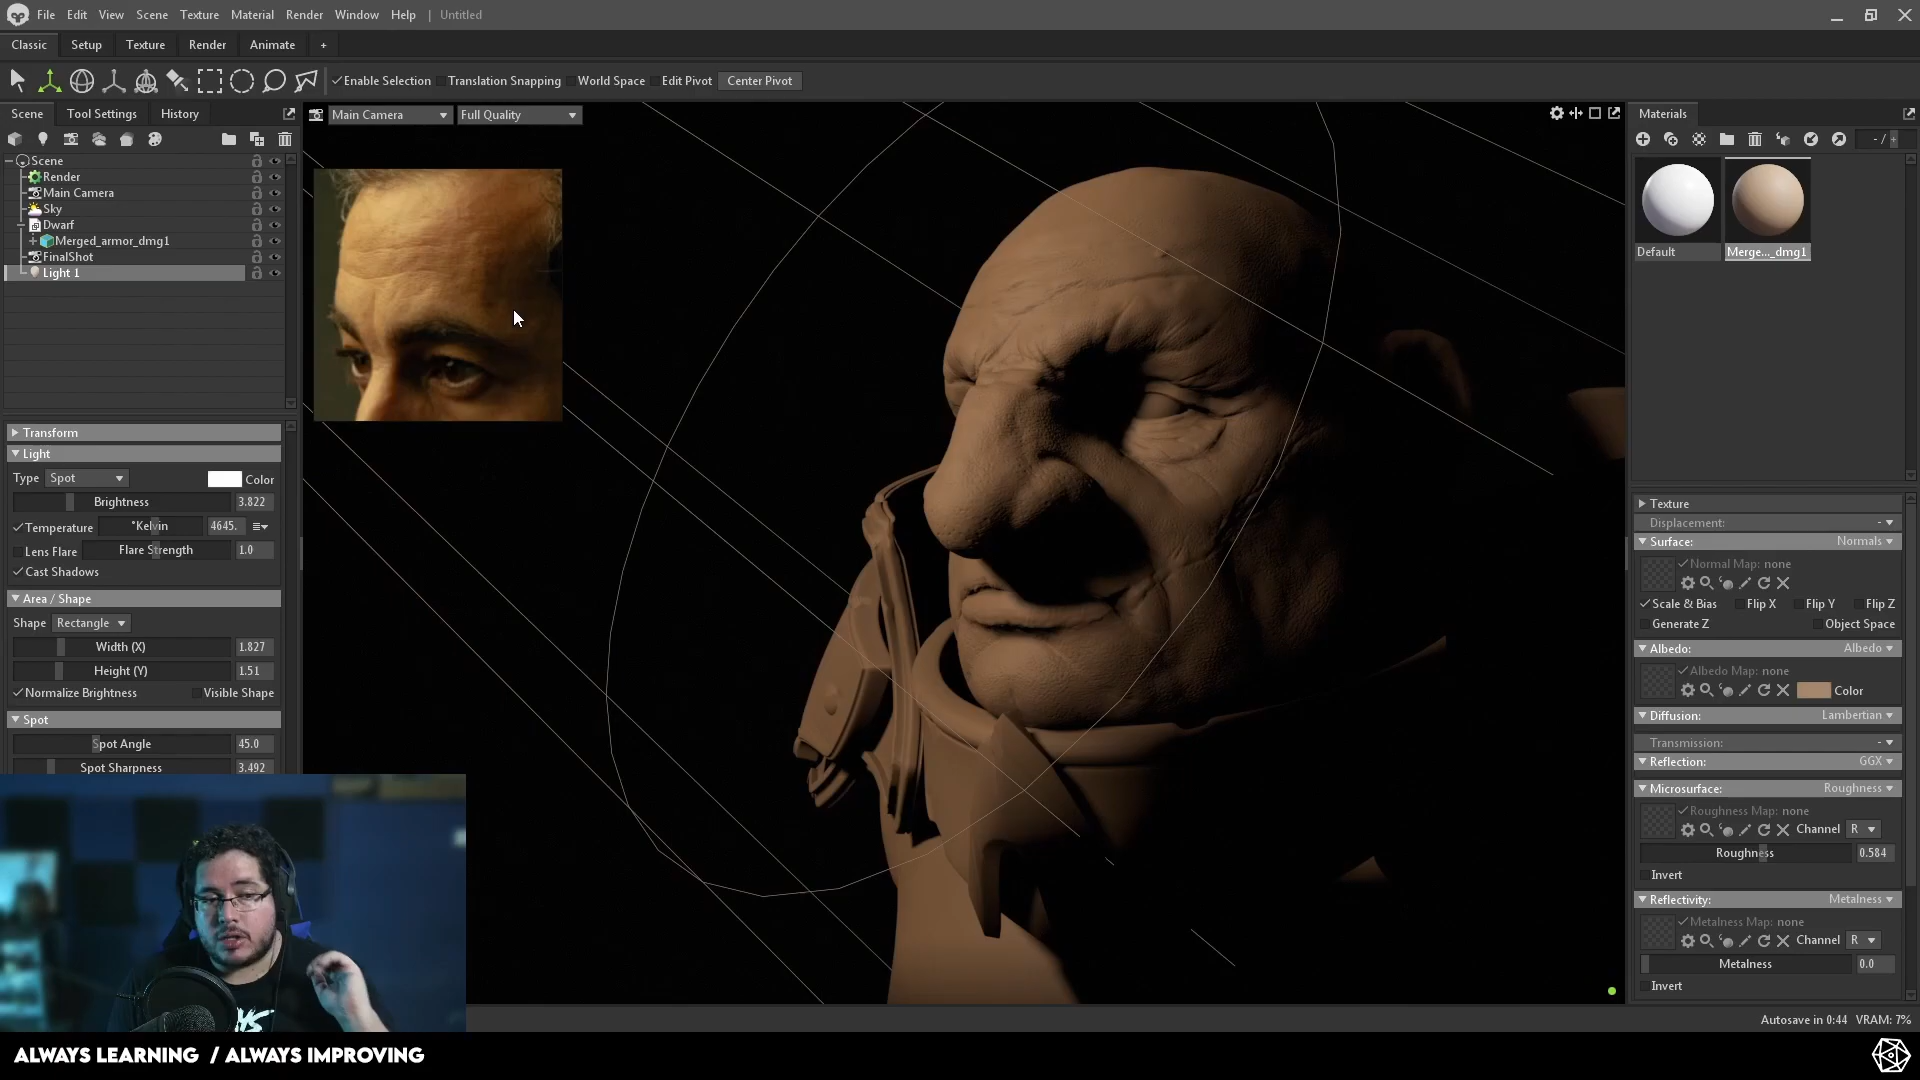 File Edit View Scene Texture Material Render Window Help | Untitled
Classic Setup Texture Render Animate +
Enable Selection Translation Snapping World Space Edit Pivot Center Pivot
Scene Tool Settings History
Main Camera Full Quality
Materials
- / +
Scene
Render
Main Camera
Sky
Dwarf
Merged_armor_dmg1
FinalShot
Light 1
Default Merge..._dmg1
Transform
Light
Type Spot Color
Brightness 3.822
Temperature °Kelvin 4645.
Lens Flare Flare Strength 1.0
Cast Shadows
Area / Shape
Shape Rectangle
Width (X) 1.827
Height (Y) 1.51
Normalize Brightness Visible Shape
Spot
Spot Angle 45.0
Spot Sharpness 3.492
Texture
Displacement: -
Surface: Normals
Normal Map: none
Scale & Bias Flip X Flip Y Flip Z
Generate Z Object Space
Albedo: Albedo
Albedo Map: none
Color
Diffusion: Lambertian
Transmission: -
Reflection: GGX
Microsurface: Roughness
Roughness Map: none
Channel R
Roughness 0.584
Invert
Reflectivity: Metalness
Metalness Map: none
Channel R
Metalness 0.0
Invert
Autosave in 0:44 VRAM: 7%
ALWAYS LEARNING / ALWAYS IMPROVING